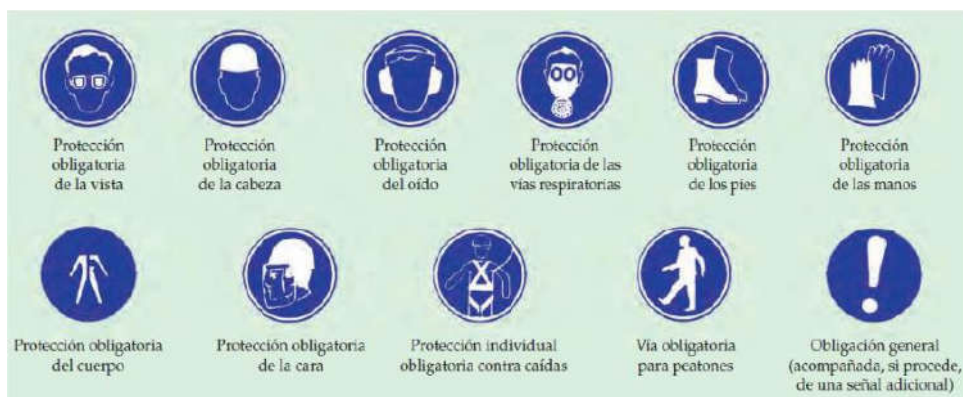 Protección
obligatoria
de la vista
Protección
obligatoria
de la cabeza
Protección
obligatoria
del oído
Protección
obligatoria de las
vías respiratorias
Protección
obligatoria
de los pies
Protección
obligatoria
de las manos
Protección obligatoria
del cuerpo
Protección obligatoria
de la cara
Protección individual
obligatoria contra caídas
Vía obligatoria
para peatones
Obligación general
(acompañada, si procede,
de una señal adicional)